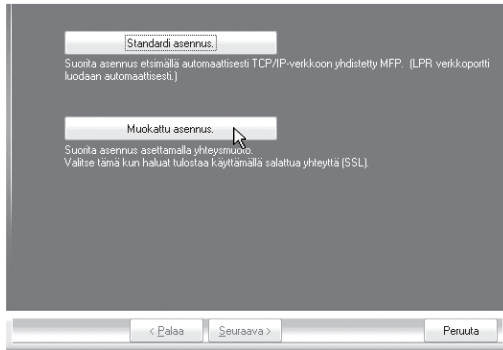 Standardi asennus.
Suorita asennus etsimällä automaattisesti TCP/IP-verkkoon yhdistetty MFP. (LPR verkkoportti
luodaan automaattisesti.)
Muokattu asennus.
Suorita asennus asettamalla yhteysmuoto.
Valitse tämä kun haluat tulostaa käyttämällä salattua yhteyttä (SSL).
< Palaa
Seuraava >
Peruuta